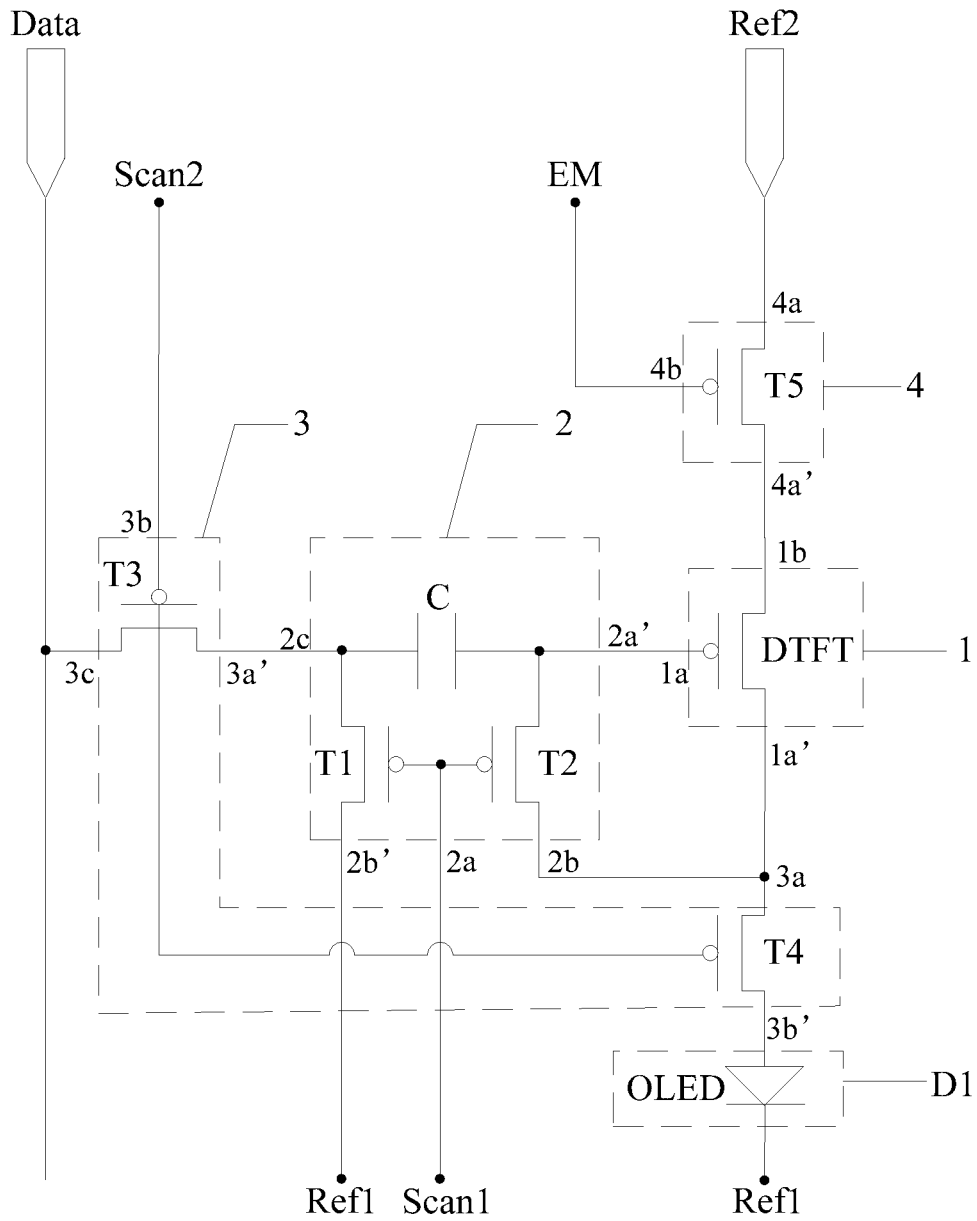 Data
Ref2
Scan2
EM
4a
4b
T5
4
3
2
4a’
3b
1b
T3
C
2c
2a’
DTFT
1
3c
3a’
1a
T1
T2
1a’
2b’
2a
2b
3a
T4
3b’
OLED
D1
Ref1
Scan1
Ref1